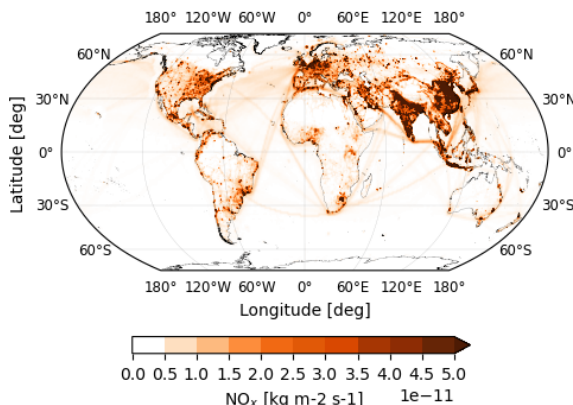 180° 120°W 60°W 0° 60°E 120°E 180°
60°N 60°N
30°N 30°N
0° 0°
30°S 30°S
60°S 60°S
Latitude [deg]
180° 120°W 60°W 0° 60°E 120°E 180°
Longitude [deg]
0.0 0.5 1.0 1.5 2.0 2.5 3.0 3.5 4.0 4.5 5.0
NOₓ [kg m-2 s-1] 1e−11